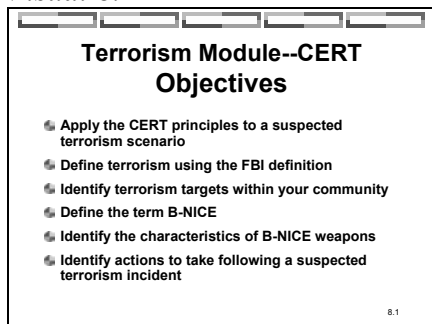 Terrorism Module--CERT
Objectives
Apply the CERT principles to a suspected
terrorism scenario
Define terrorism using the FBI definition
Identify terrorism targets within your community
Define the term B-NICE
Identify the characteristics of B-NICE weapons
Identify actions to take following a suspected
terrorism incident
8.1